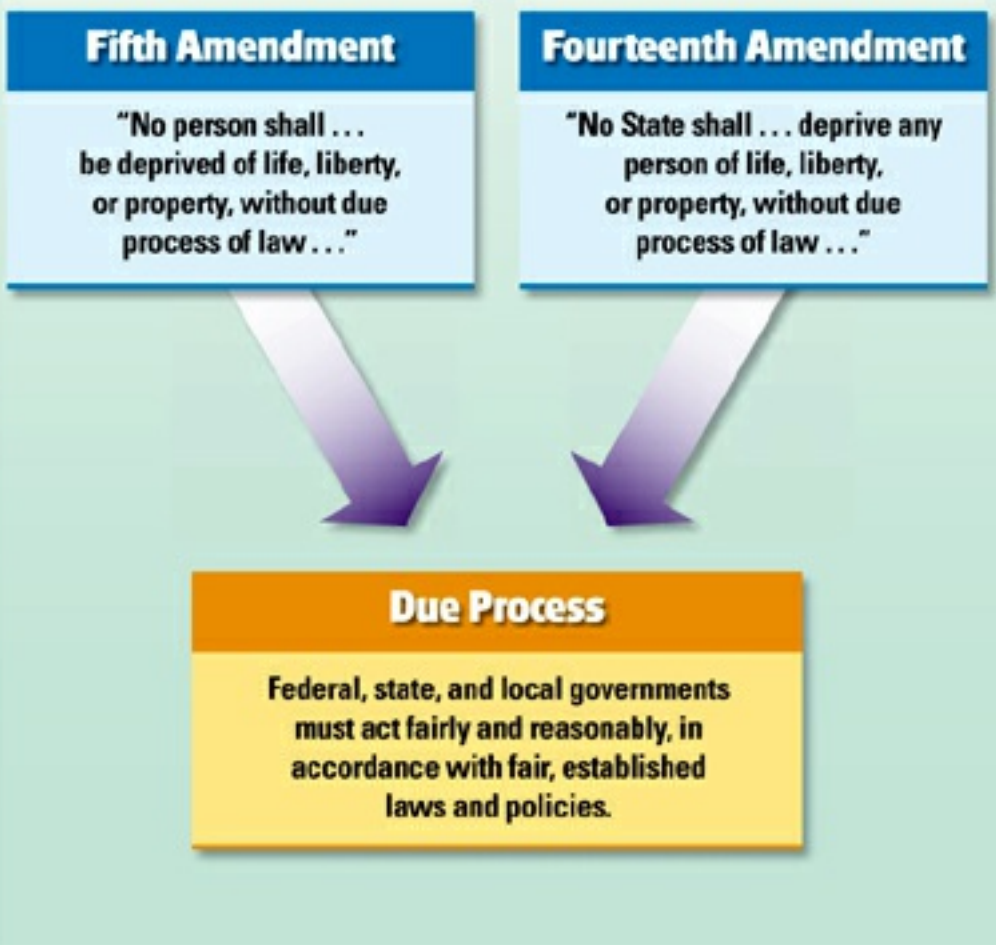 Fifth Amendment
"No person shall ...
be deprived of life, liberty,
or property, without due
process of law ..."
Fourteenth Amendment
"No State shall ... deprive any
person of life, liberty,
or property, without due
process of law ..."
Due Process
Federal, state, and local governments
must act fairly and reasonably, in
accordance with fair, established
laws and policies.